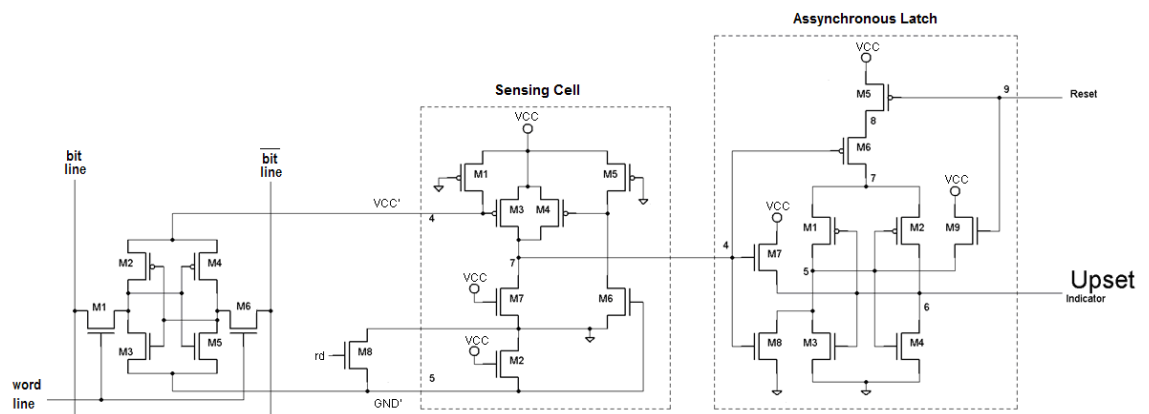 Assynchronous Latch
VCC
M5
9
Reset
8
M6
7
Sensing Cell
VCC
M1
M5
M3
M4
VCC'
4
7
VCC
M7
M6
rd
M8
VCC
M2
5
GND'
bit
line
bit
line
M2
M4
M1
M6
M3
M5
word
line
4
VCC
M7
M1
M2
VCC
M9
5
Upset
Indicator
6
M8
M3
M4